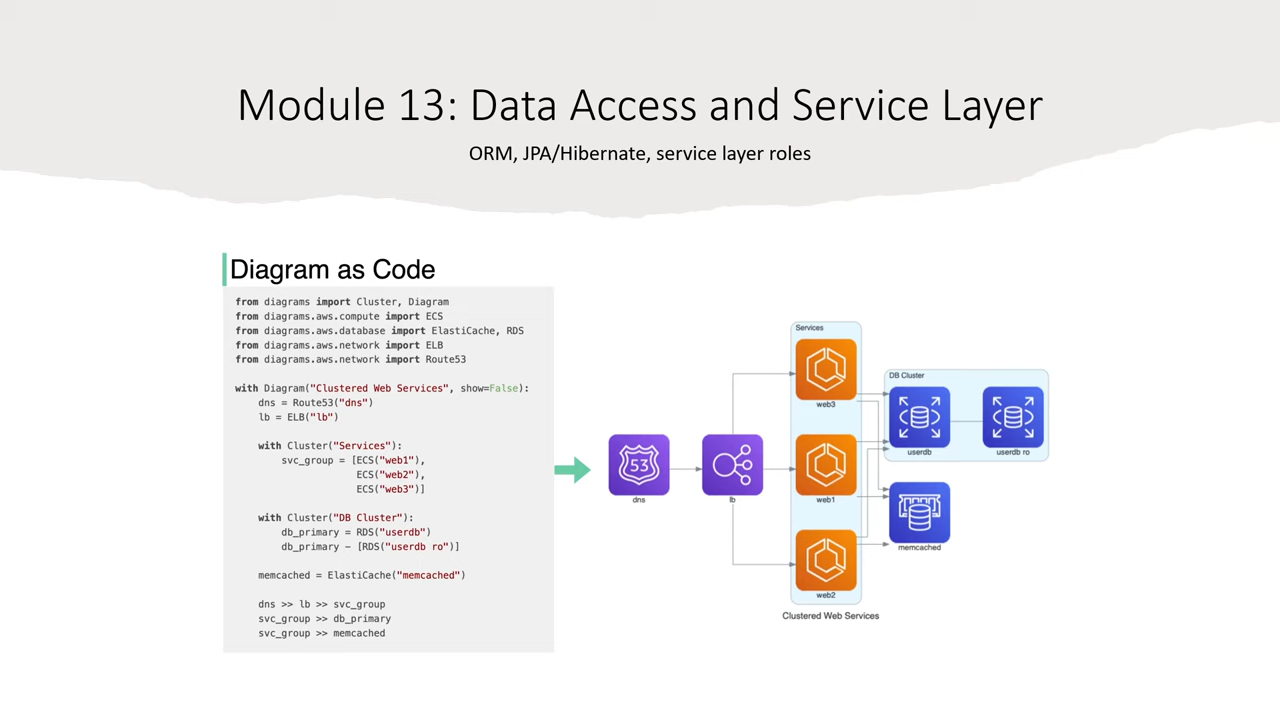 Module 13: Data Access and Service Layer
ORM, JPA/Hibernate, service layer roles
Diagram as Code
from diagrams import Cluster, Diagram
from diagrams.aws.compute import ECS
from diagrams.aws.database import ElastiCache, RDS
from diagrams.aws.network import ELB
from diagrams.aws.network import Route53
with Diagram("Clustered Web Services", show=False):
    dns = Route53("dns")
    lb = ELB("lb")
    with Cluster("Services"):
        svc_group = [ECS("web1"),
                     ECS("web2"),
                     ECS("web3")]
    with Cluster("DB Cluster"):
        db_primary = RDS("userdb")
        db_primary - [RDS("userdb ro")]
    memcached = ElastiCache("memcached")
    dns >> lb >> svc_group
    svc_group >> db_primary
    svc_group >> memcached
Services
web3
DB Cluster
userdb
userdb ro
53
dns
lb
web1
memcached
web2
Clustered Web Services